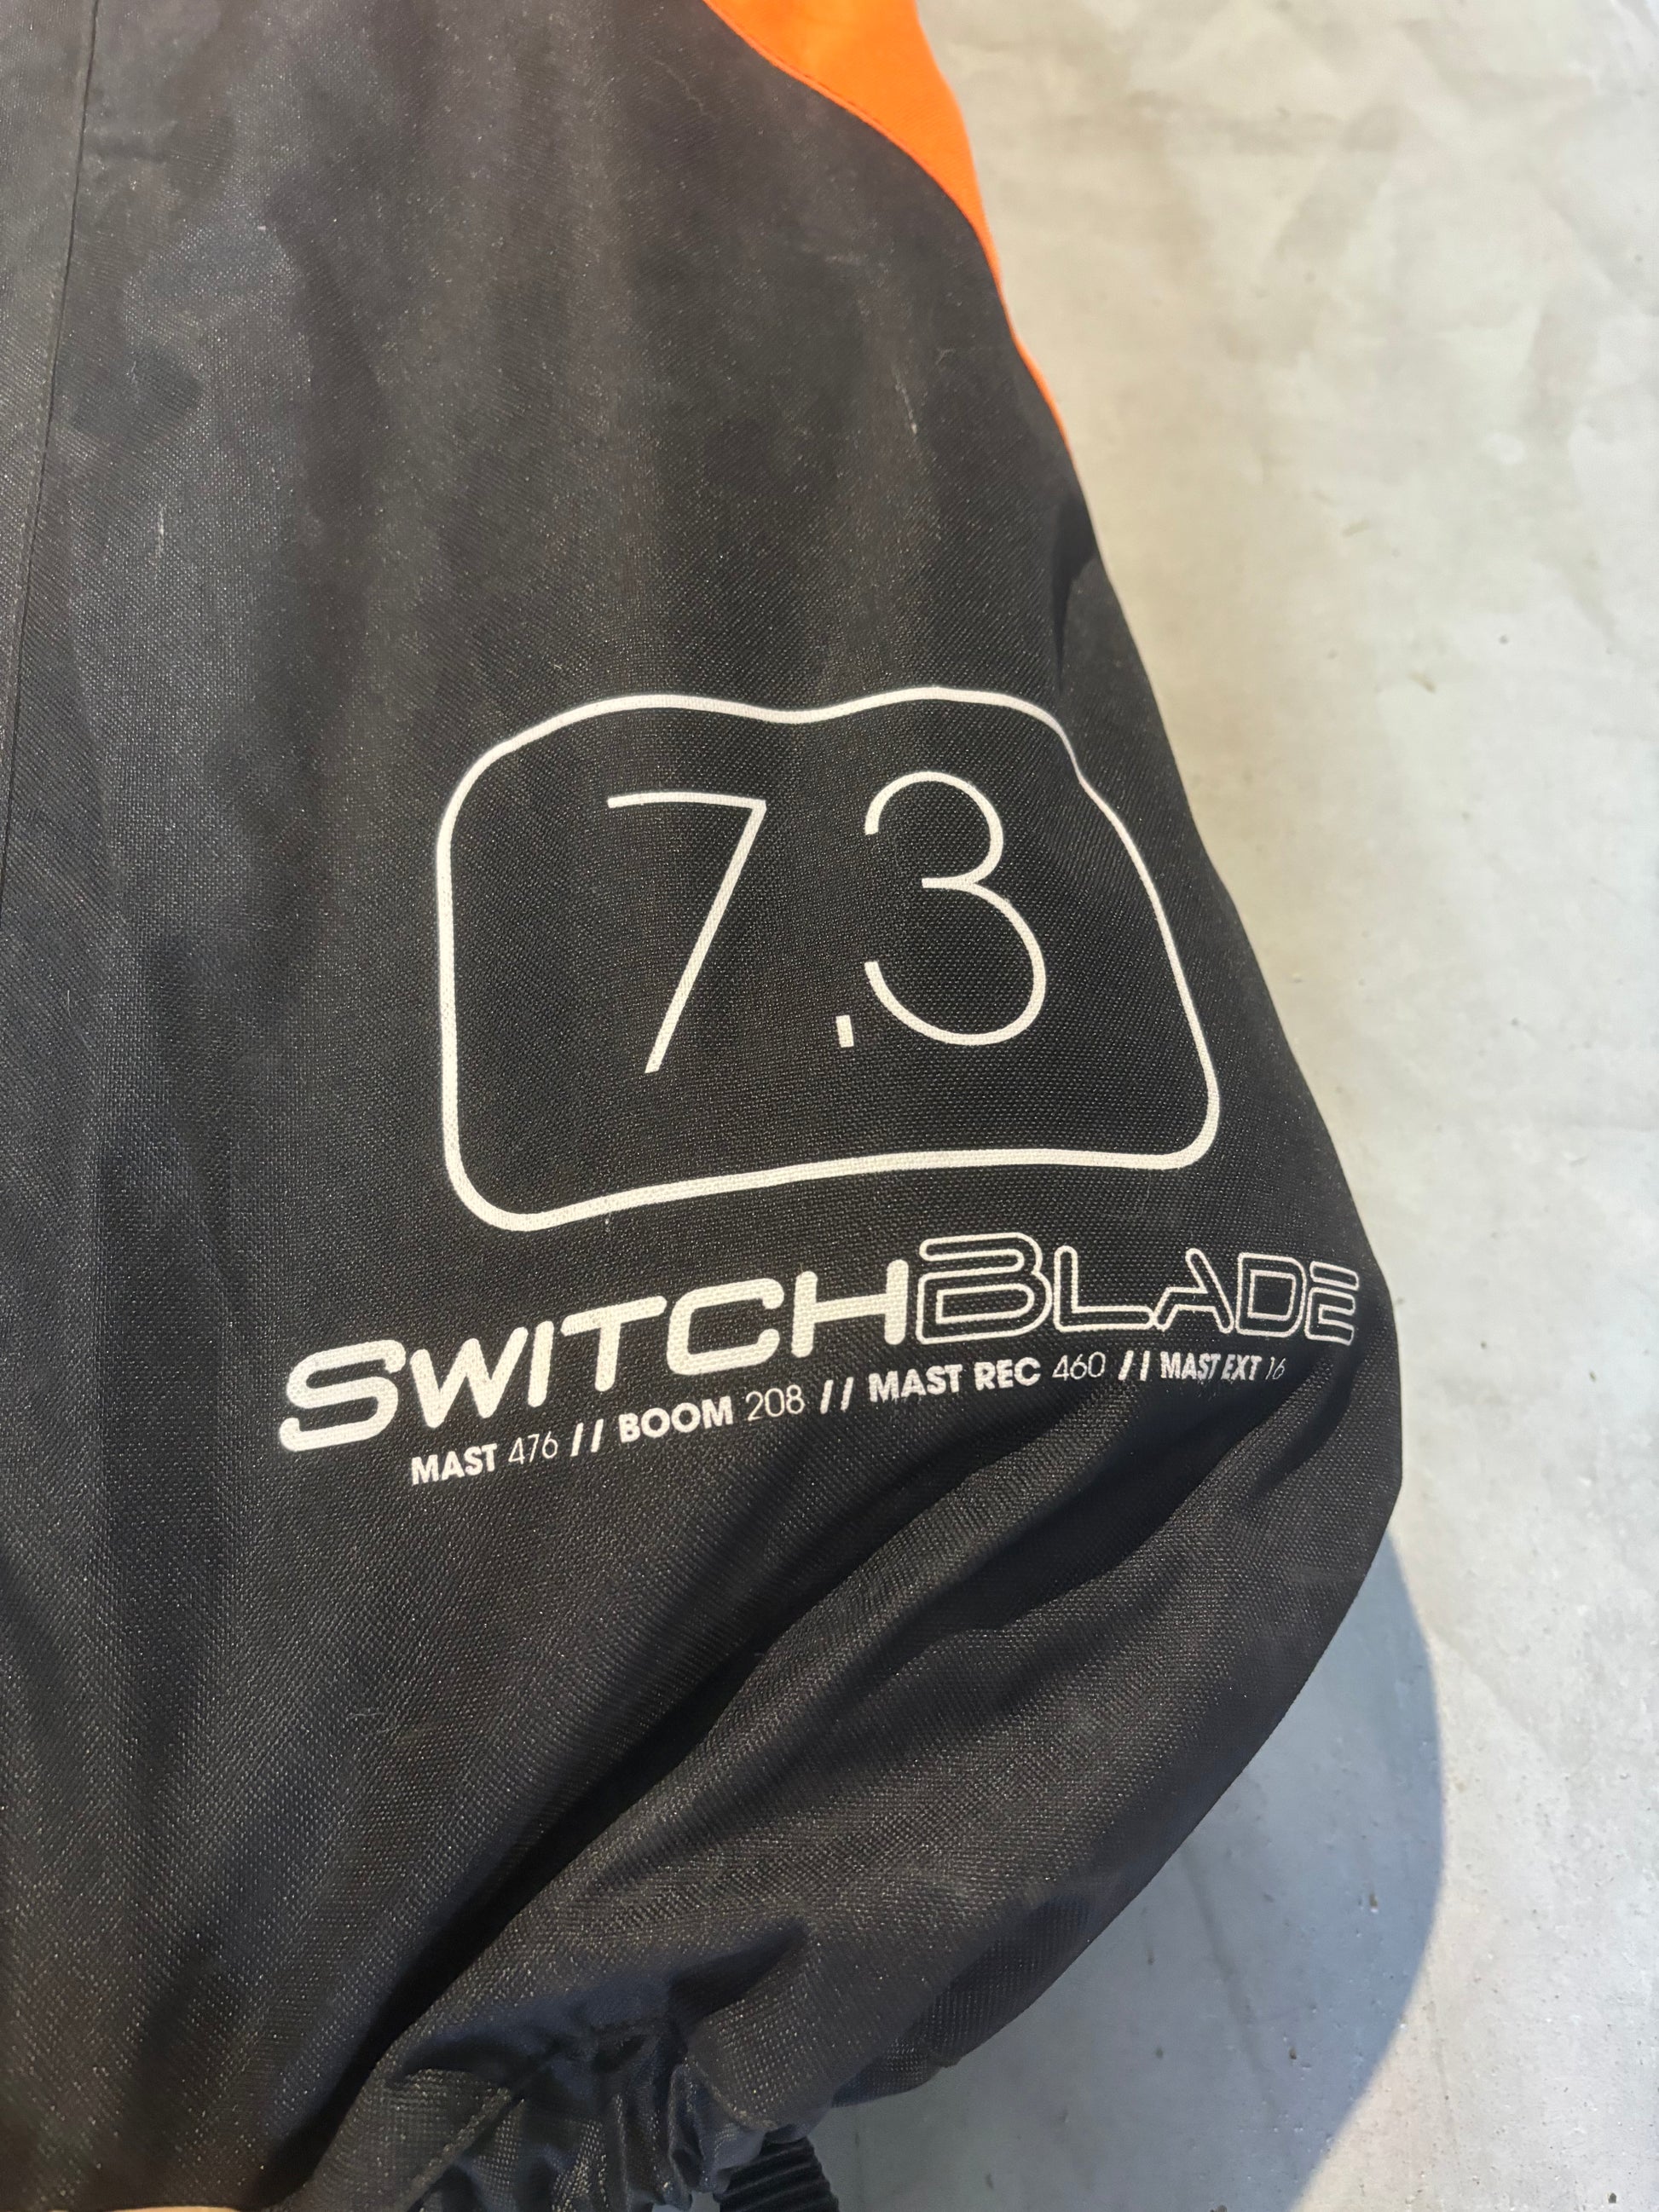 7.3
SWITCHBLADE
MAST 476 // BOOM 208 // MAST REC 460 // MAST EXT 16